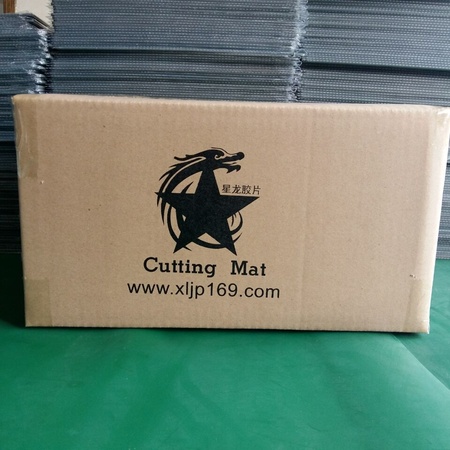 星龙胶片
Cutting Mat
www.xljp169.com